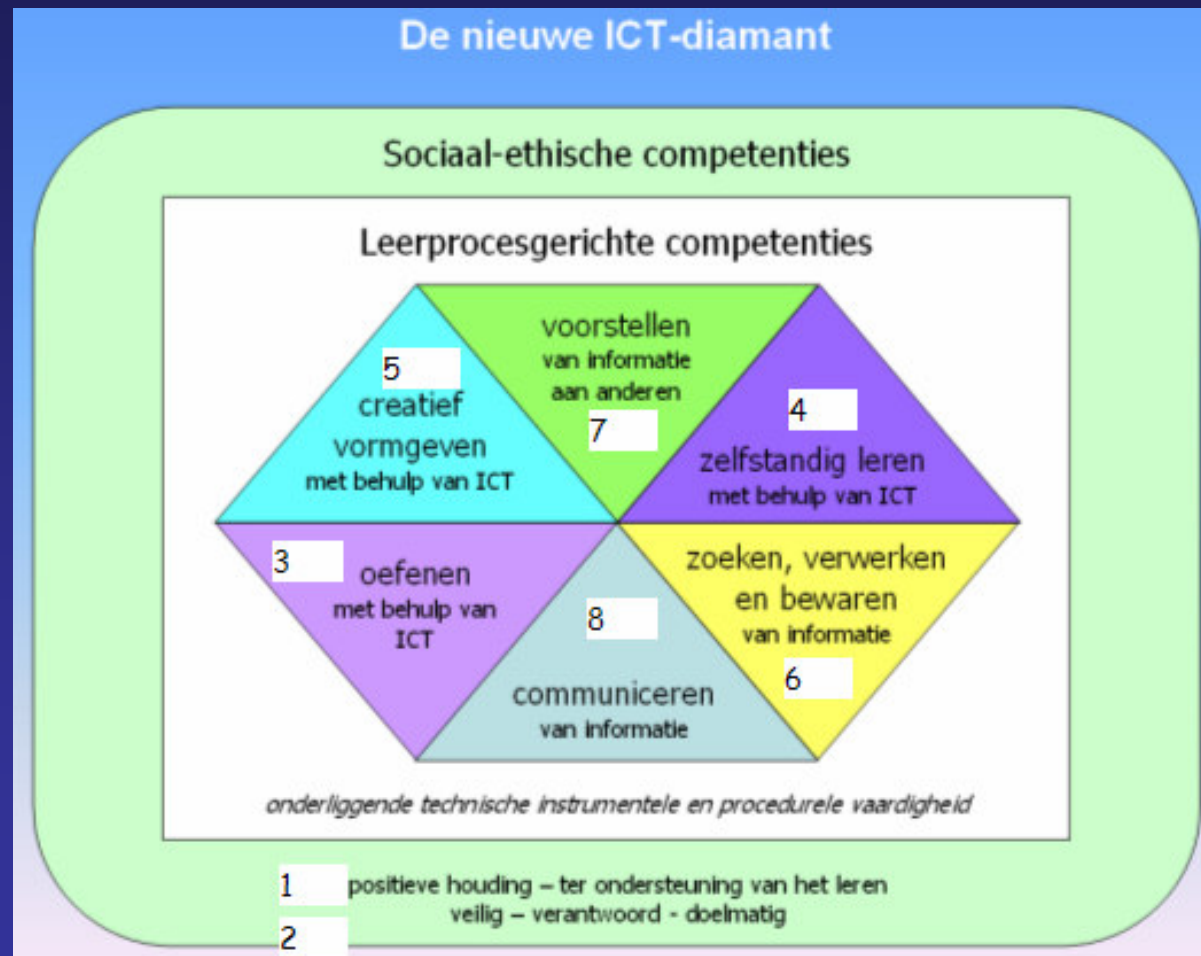 De nieuwe ICT-diamant
Sociaal-ethische competenties
Leerprocesgerichte competenties
5
creatief
vormgeven
met behulp van ICT
voorstellen
van informatie
aan anderen
7
4
zelfstandig leren
met behulp van ICT
3
oefenen
met behulp van
ICT
8
communiceren
van informatie
zoeken, verwerken
en bewaren
van informatie
6
onderliggende technische instrumentele en procedurele vaardigheid
1 positieve houding – ter ondersteuning van het leren
veilig – verantwoord - doelmatig
2